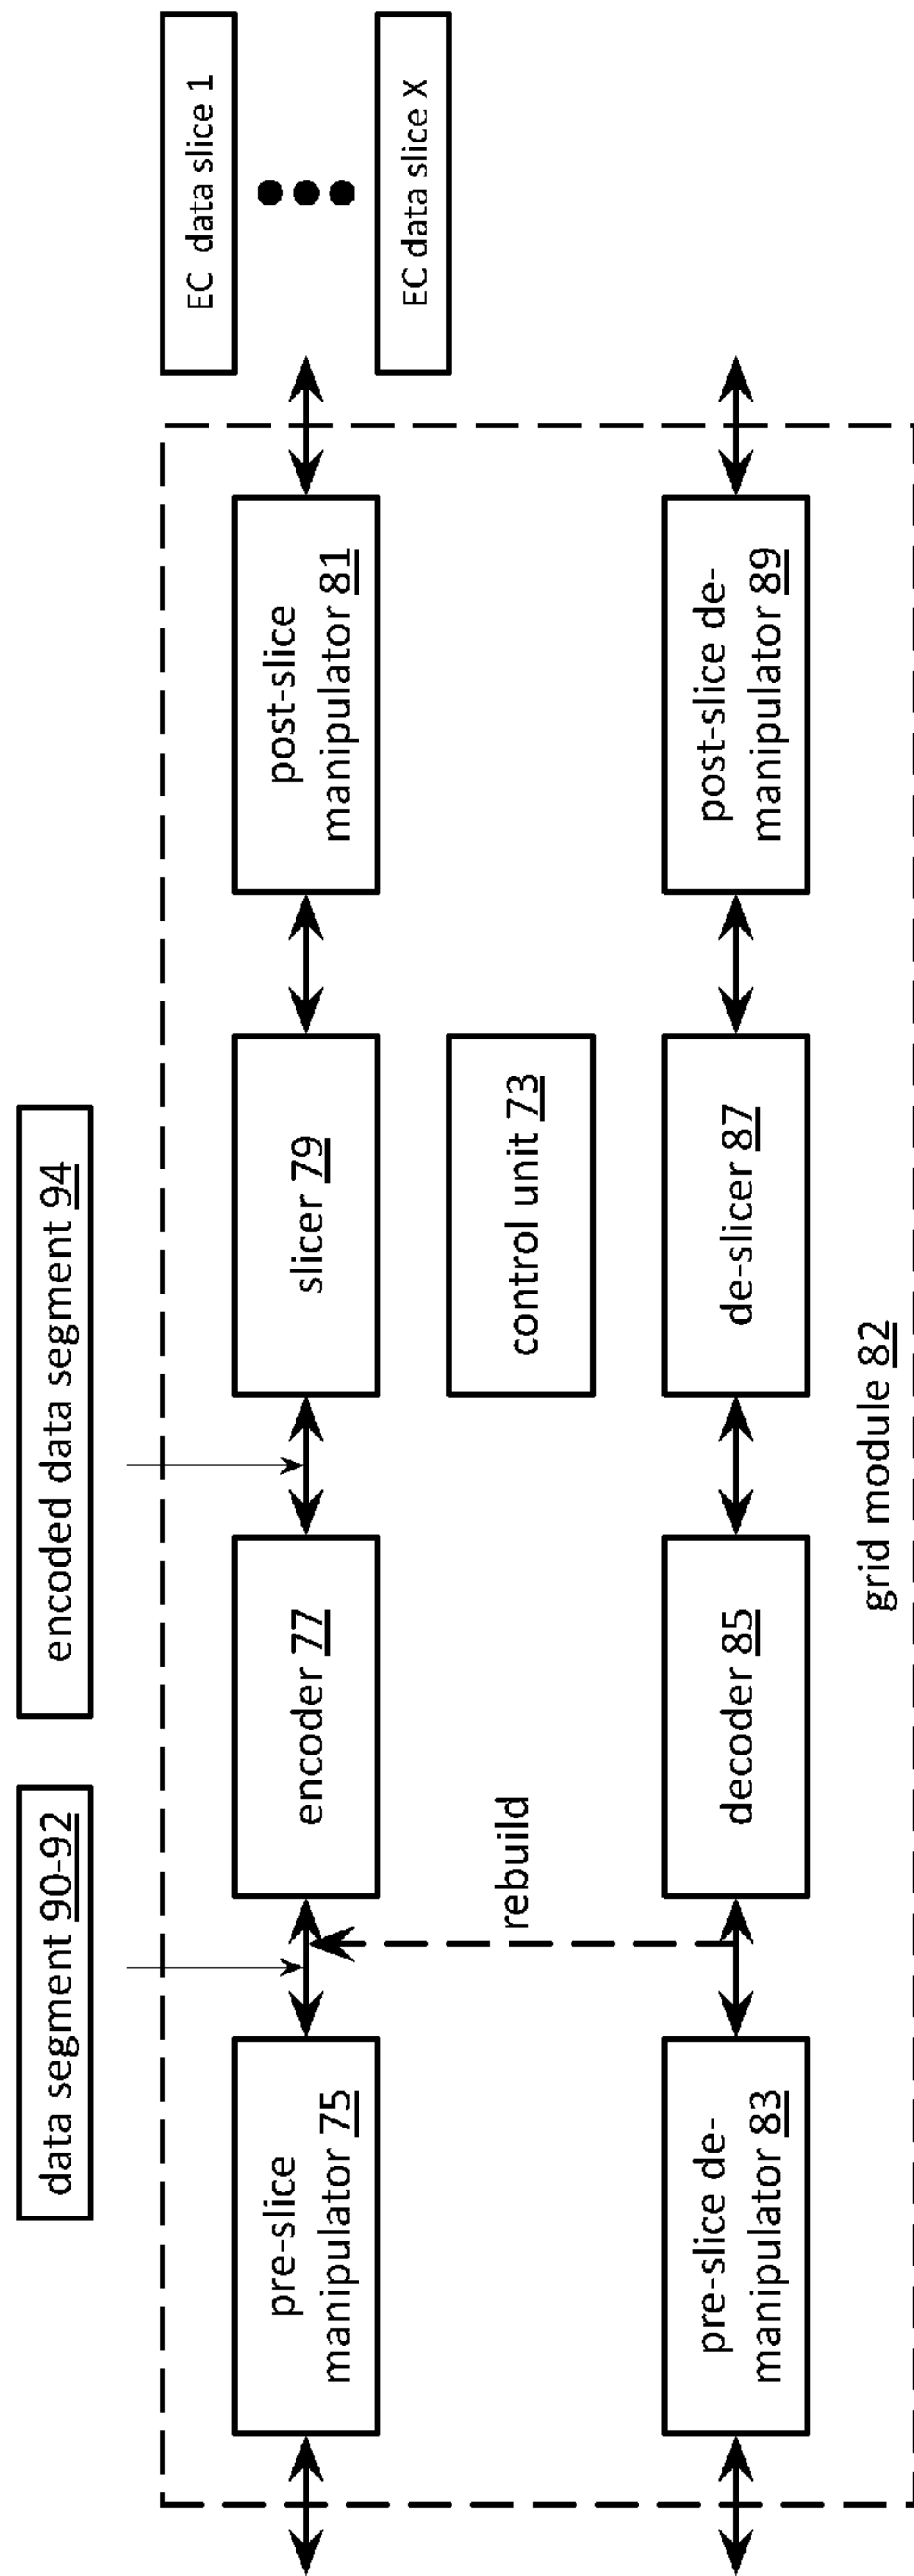 data segment 90-92
encoded data segment 94
EC data slice 1
EC data slice X
pre-slice
manipulator 75
encoder 77
slicer 79
post-slice
manipulator 81
rebuild
control unit 73
pre-slice de-
manipulator 83
decoder 85
de-slicer 87
post-slice de-
manipulator 89
grid module 82